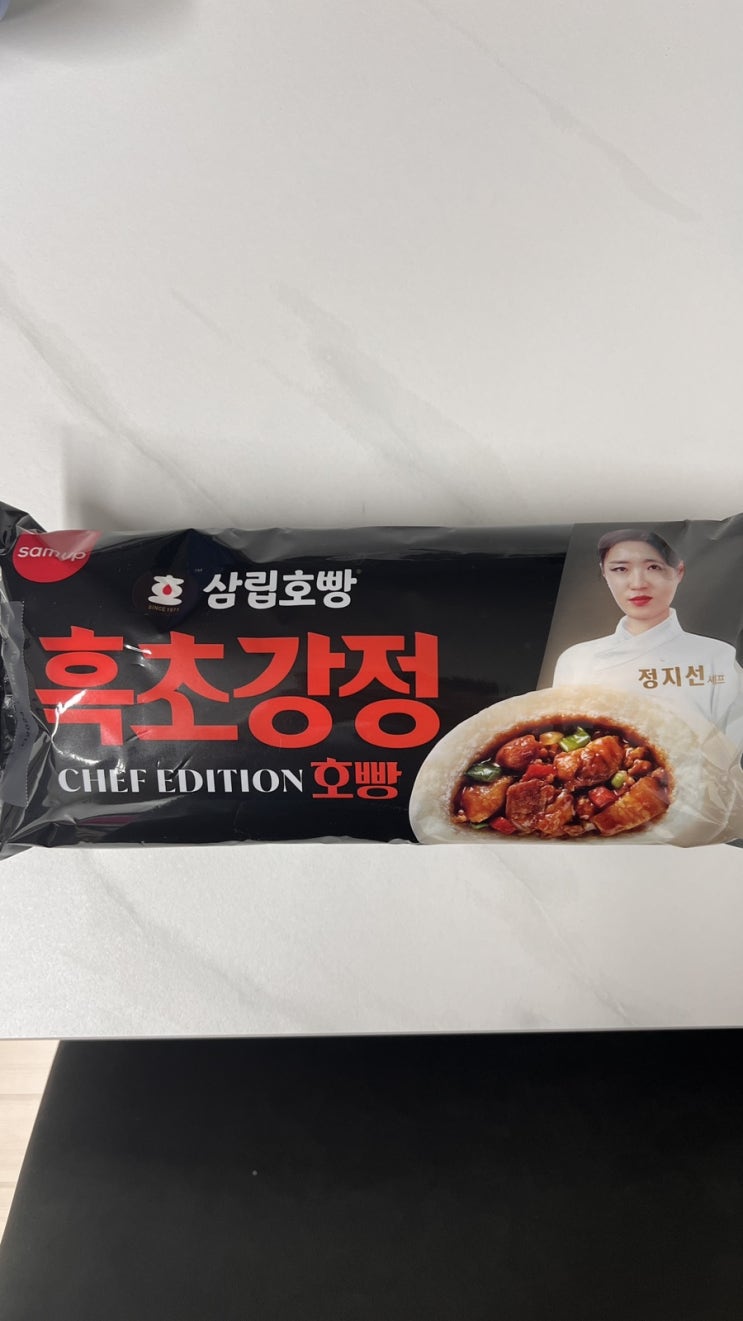 samlip
호
SINCE 1971
삼립호빵
흑초강정
CHEF EDITION 호빵
정지선 셰프